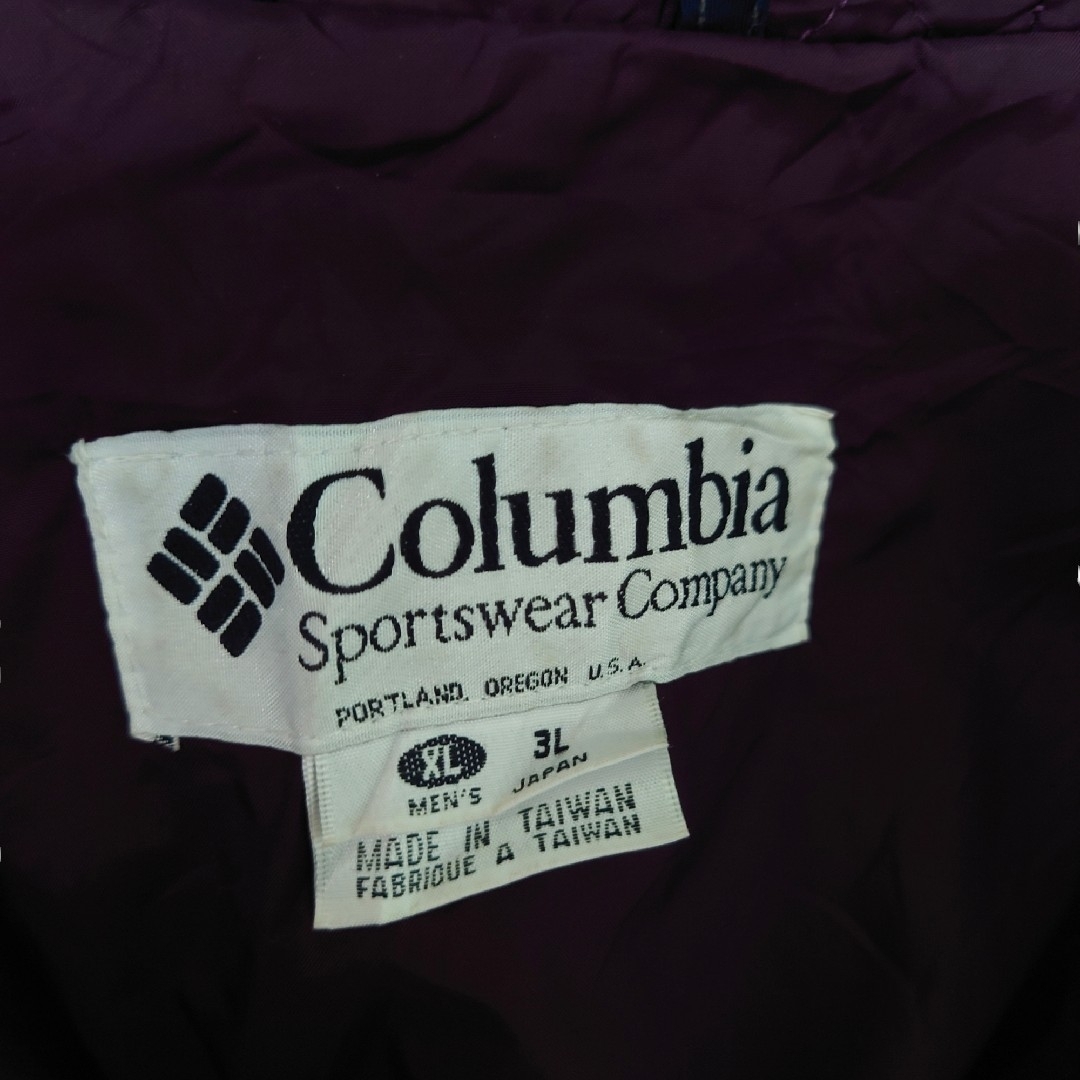 Columbia
Sportswear Company
PORTLAND, OREGON U.S.A.
XL 3L
MEN'S JAPAN
MADE IN TAIWAN
FABRIQUE A TAIWAN